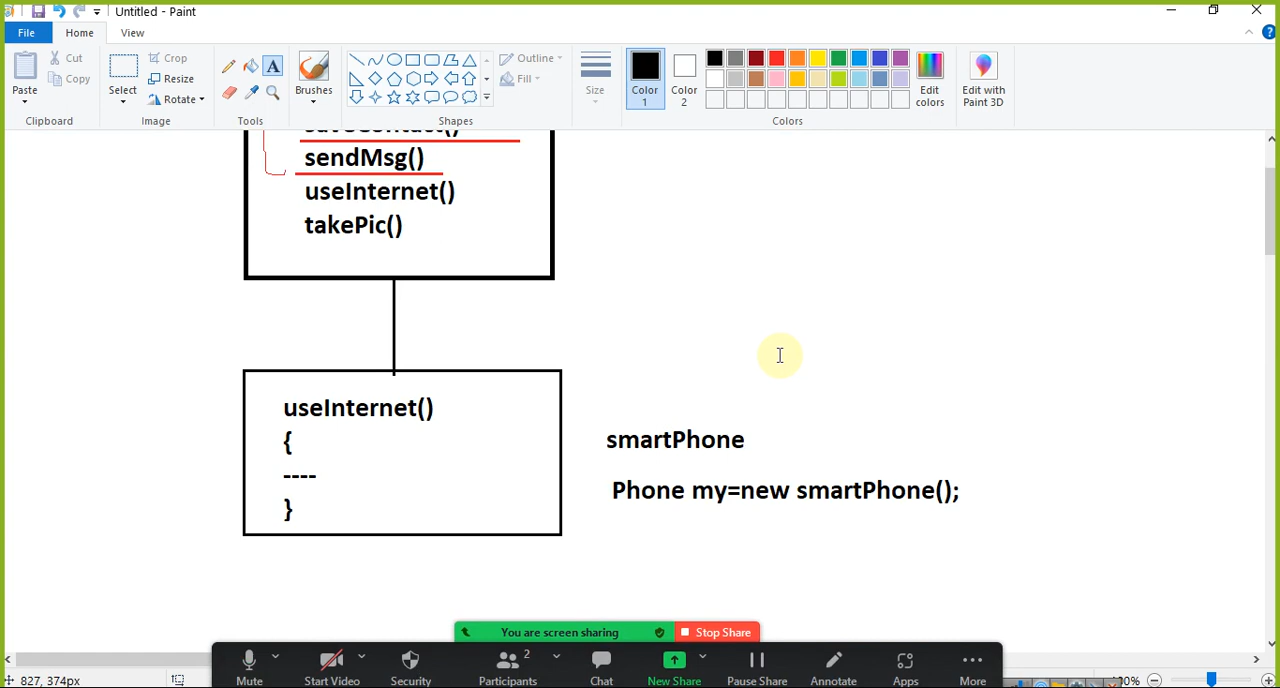 Untitled - Paint
File
Home
View
Paste
Cut
Copy
Clipboard
Select
Crop
Resize
Rotate
Image
A
Tools
Brushes
Outline
Fill
Shapes
Size
Color 1
Color 2
Edit colors
Colors
Edit with Paint 3D
sendMsg()
useInternet()
takePic()
useInternet()
{
----
}
smartPhone
Phone my=new smartPhone();
You are screen sharing
Stop Share
Mute
Start Video
Security
2
Participants
Chat
New Share
Pause Share
Annotate
Apps
More
827, 374px